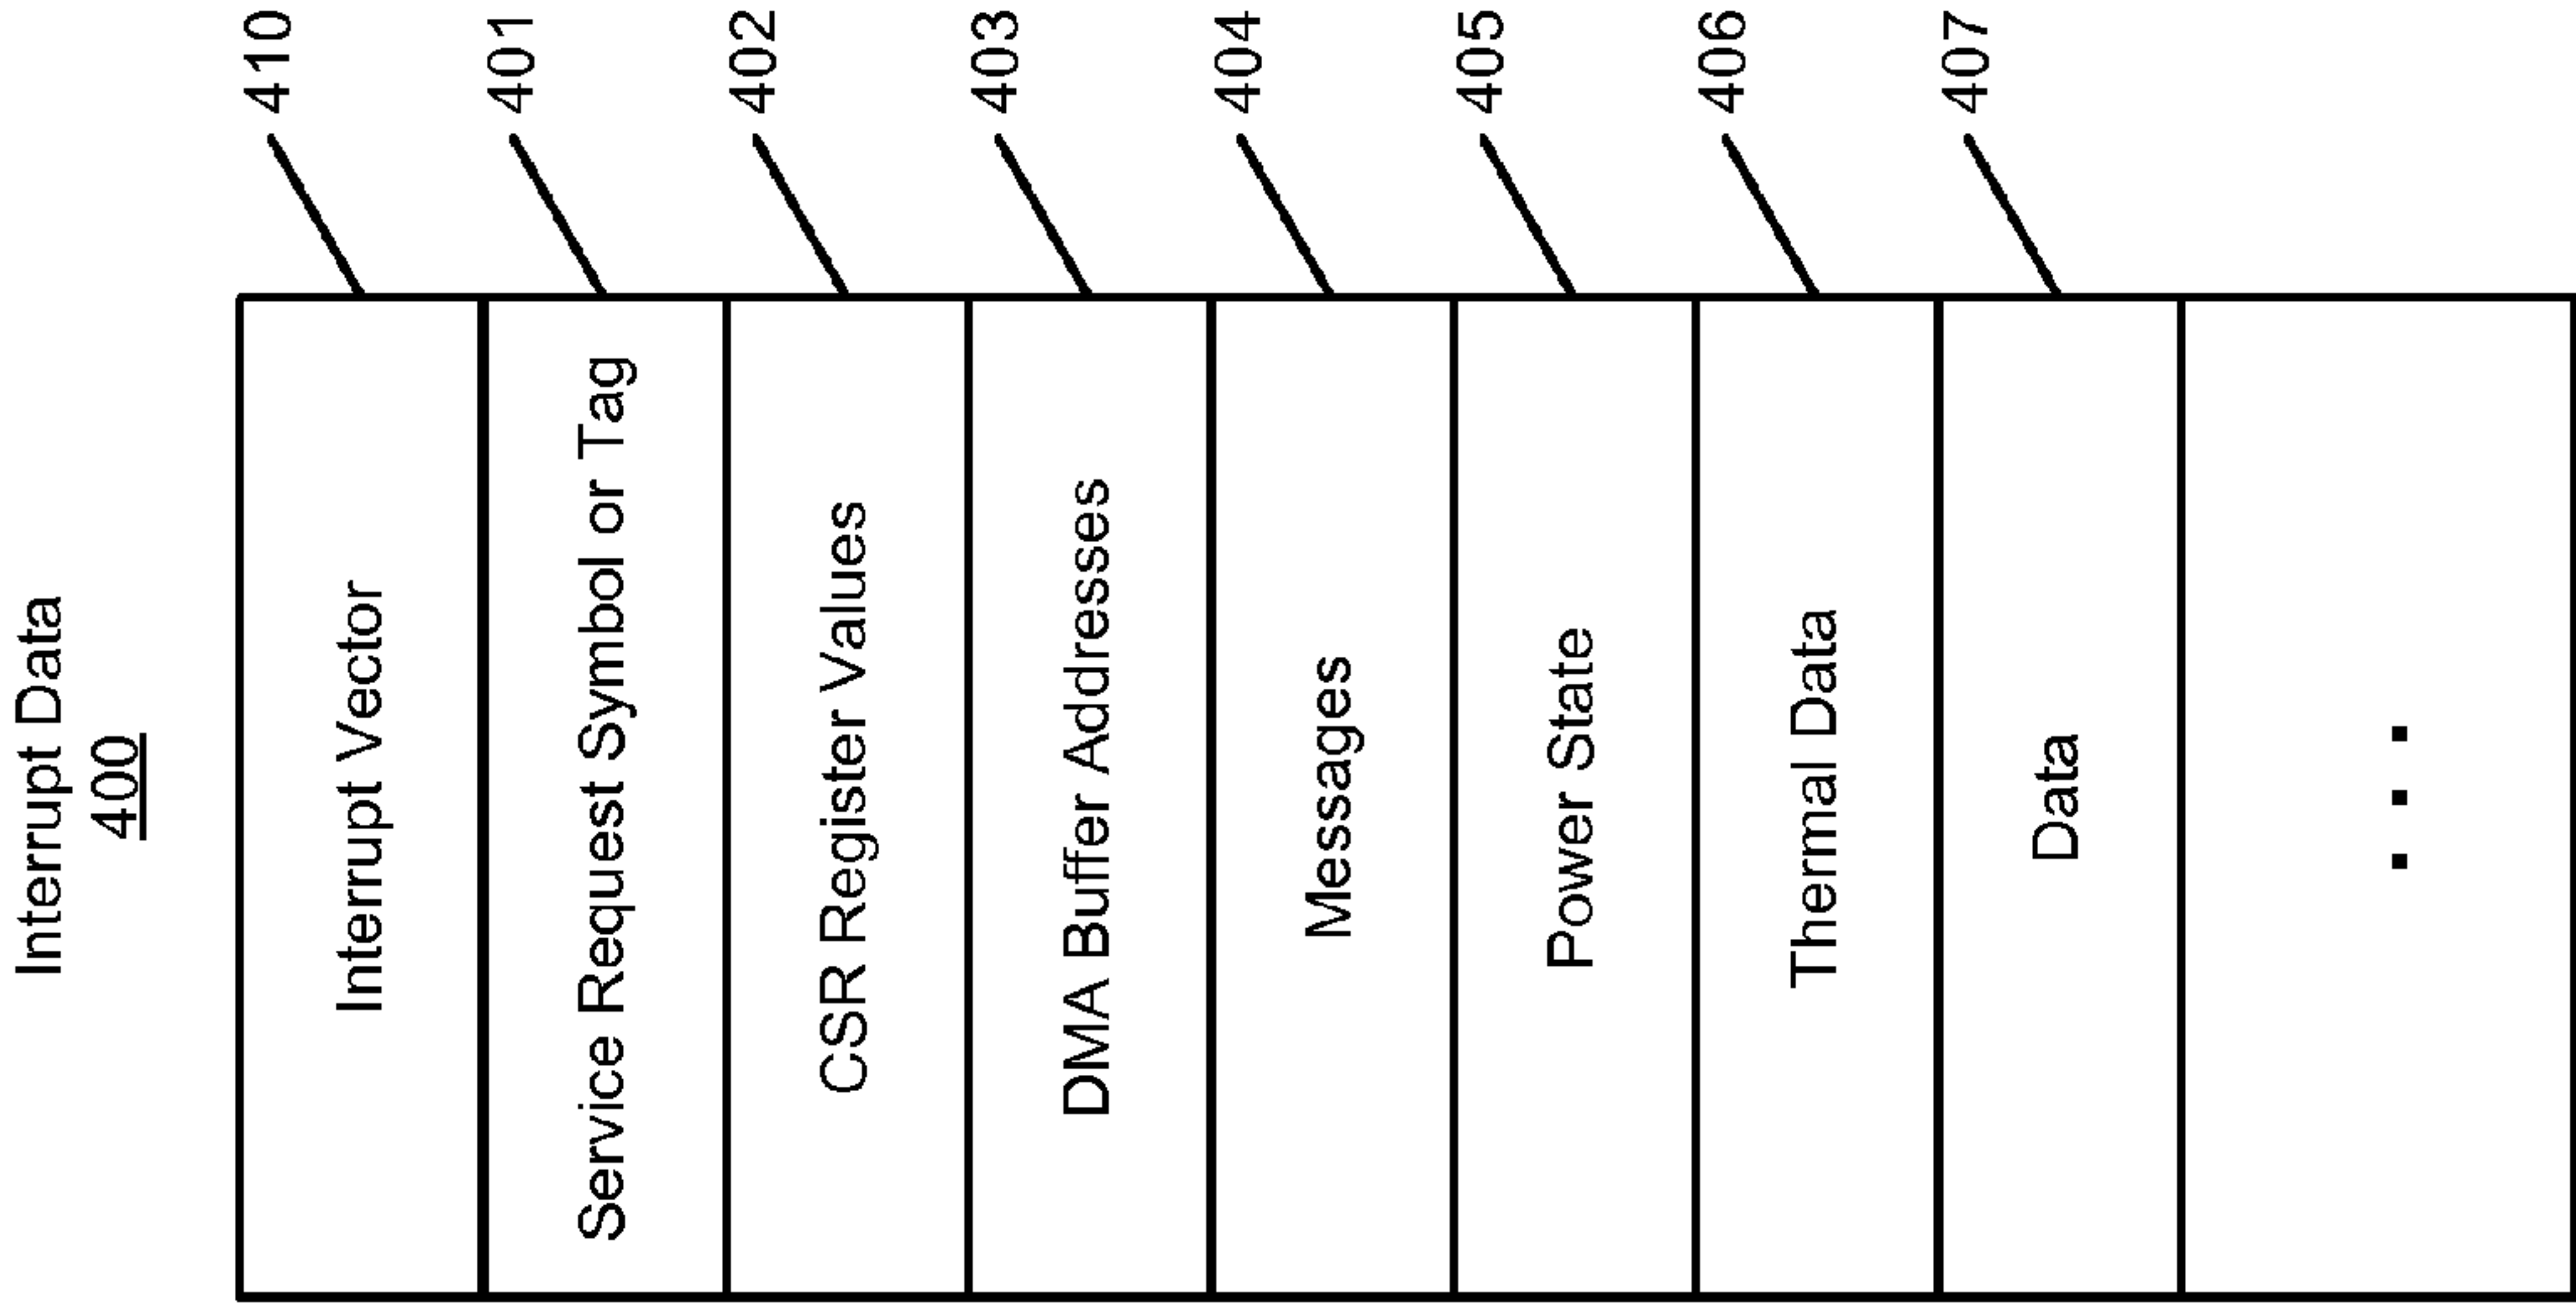 Interrupt Data
400
Interrupt Vector
410
Service Request Symbol or Tag
401
CSR Register Values
402
DMA Buffer Addresses
403
Messages
404
Power State
405
Thermal Data
406
Data
407
...